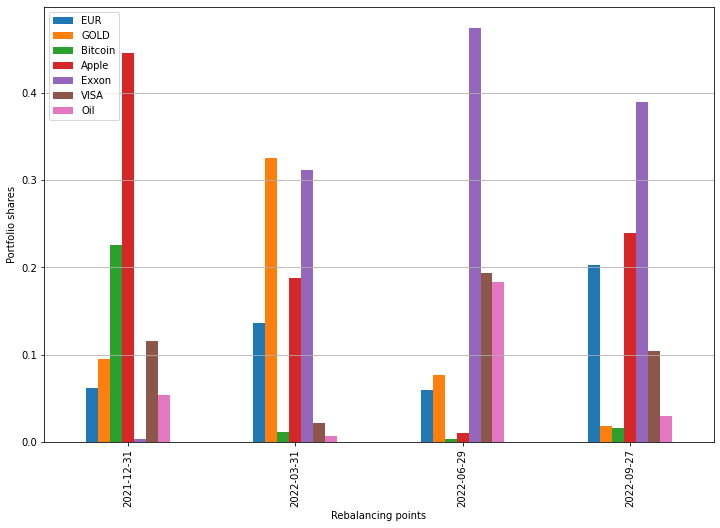 EUR
GOLD
Bitcoin
Apple
Exxon
VISA
Oil
0.4
0.3
0.2
0.1
0.0
Portfolio shares
2021-12-31
2022-03-31
2022-06-29
2022-09-27
Rebalancing points